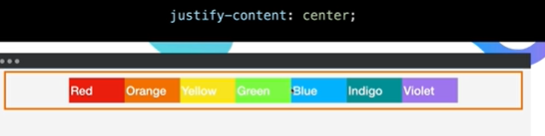 justify-content: center;
Red Orange Yellow Green Blue Indigo Violet